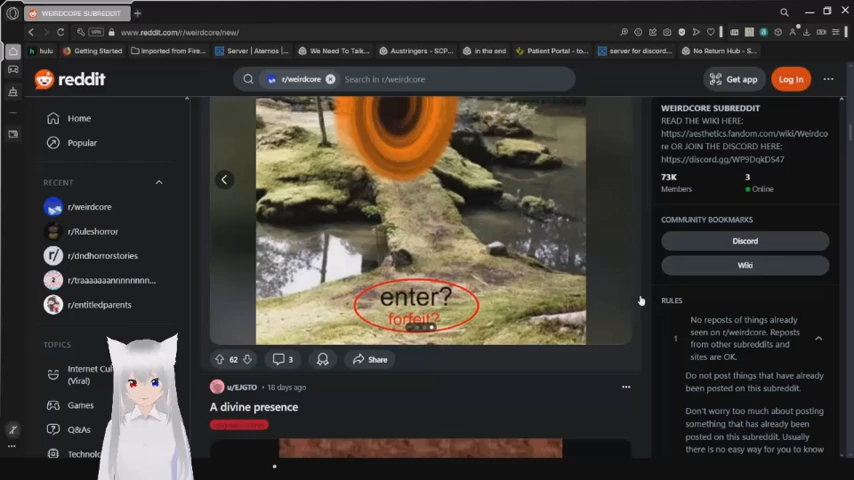 WEIRDCORE SUBREDDIT
www.reddit.com/r/weirdcore/new/
hulu
Getting Started
Imported from Fire...
Server | Aternos |
We Need To Talk...
Austringers - SCP...
in the end
Patient Portal - to...
server for discord...
No Return Hub - S...
reddit
r/weirdcore
Search in r/weirdcore
Get app
Log In
Home
Popular
RECENT
r/weirdcore
r/Ruleshorror
r/dndhorrorstories
r/traaaaaaannnnnnnnn...
r/entitledparents
TOPICS
Internet Cul
(Viral)
Games
Q&As
Technolo
enter?
forfeit?
62
3
Share
u/EJGTO • 18 days ago
A divine presence
WEIRDCORE SUBREDDIT
READ THE WIKI HERE:
https://aesthetics.fandom.com/wiki/Weirdco
re OR JOIN THE DISCORD HERE:
https://discord.gg/WP9DqkDS47
73K
Members
3
Online
COMMUNITY BOOKMARKS
Discord
Wiki
RULES
1
No reposts of things already
seen on r/weirdcore. Reposts
from other subreddits and
sites are OK.
Do not post things that have already
been posted on this subreddit.
Don't worry too much about posting
something that has already been
posted on this subreddit. Usually
there is no easy way for you to know